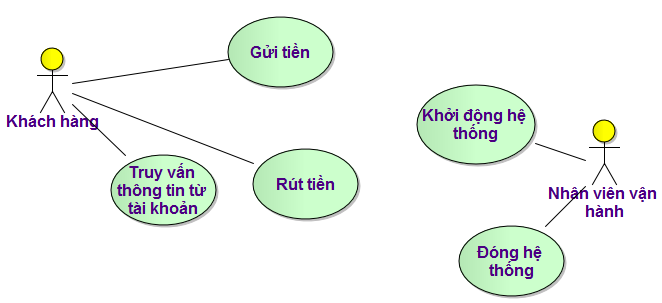 Gửi tiền
Khách hàng
Truy vấn
thông tin từ
tài khoản
Rút tiền
Khởi động hệ
thống
Nhân viên vận
hành
Đóng hệ
thống